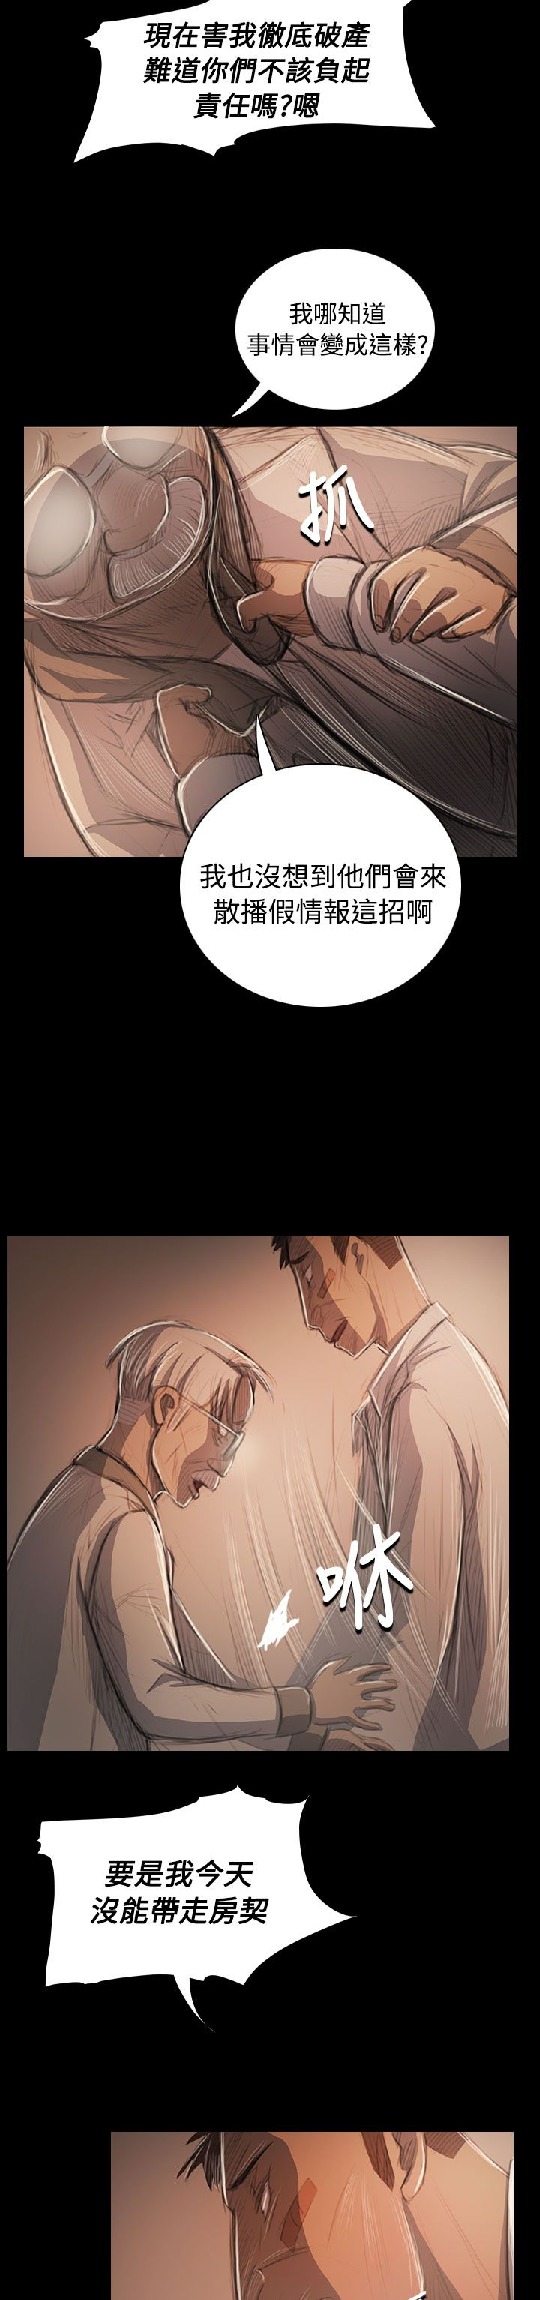 現在害我徹底破產
難道你們不該負起
責任嗎?嗯
我哪知道
事情會變成這樣?
抓
我也沒想到他們會來
散播假情報這招啊
咻
要是我今天
沒能帶走房契